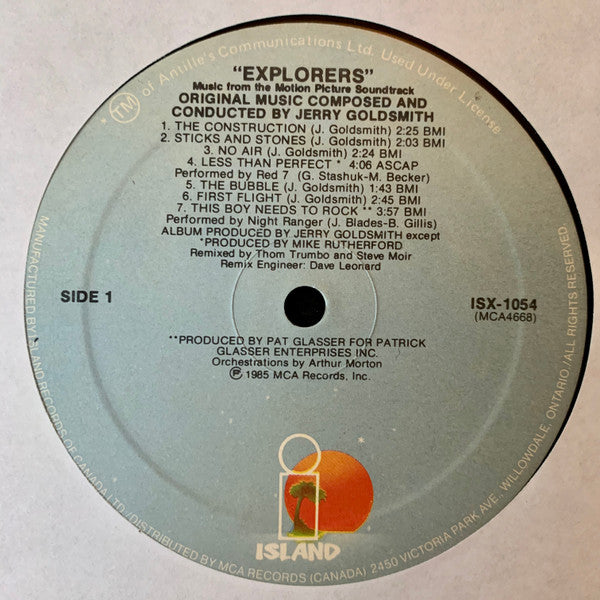 * TM of Antille's Communications Ltd. Used Under License.
"EXPLORERS"
Music from the Motion Picture Soundtrack
ORIGINAL MUSIC COMPOSED AND
CONDUCTED BY JERRY GOLDSMITH
1. THE CONSTRUCTION (J. Goldsmith) 2:25 BMI
2. STICKS AND STONES (J. Goldsmith) 2:03 BMI
3. NO AIR (J. Goldsmith) 2:24 BMI
4. LESS THAN PERFECT * 4:06 ASCAP
Performed by Red 7 (G. Stashuk-M. Becker)
5. THE BUBBLE (J. Goldsmith) 1:43 BMI
6. FIRST FLIGHT (J. Goldsmith) 2:45 BMI
7. THIS BOY NEEDS TO ROCK ** 3:57 BMI
Performed by Night Ranger (J. Blades-B. Gillis)
ALBUM PRODUCED BY JERRY GOLDSMITH except
*PRODUCED BY MIKE RUTHERFORD
Remixed by Thom Trumbo and Steve Moir
Remix Engineer: Dave Leonard
SIDE 1
ISX-1054
(MCA4668)
**PRODUCED BY PAT GLASSER FOR PATRICK
GLASSER ENTERPRISES INC.
Orchestrations by Arthur Morton
℗ 1985 MCA Records, Inc.
i *
ISLAND
MANUFACTURED BY ISLAND RECORDS OF CANADA LTD./DISTRIBUTED BY MCA RECORDS (CANADA) 2450 VICTORIA PARK AVE., WILLOWDALE, ONTARIO./ALL RIGHTS RESERVED.